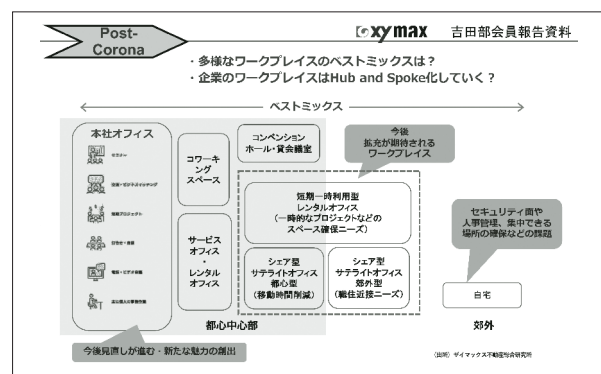 Post-
Corona
xymax
吉田部会員報告資料
・多様なワークプレイスのベストミックスは？
・企業のワークプレイスはHub and Spoke化していく？
ベストミックス
本社オフィス
セミナー
コワーキ
ング
スペース
コンベンション
ホール・貸会議室
今後
拡充が期待される
ワークプレイス
短期一時利用型
レンタルオフィス
（一時的なプロジェクトなどの
スペース確保ニーズ）
サービス
オフィス
・
レンタル
オフィス
シェア型
サテライトオフィス
都心型
（移動時間削減）
シェア型
サテライトオフィス
郊外型
（職住近接ニーズ）
セキュリティ面や
人事管理、集中できる
場所の確保などの課題
自宅
都心中心部
郊外
今後見直しが進む・新たな魅力の創出
（出所）ザイマックス不動産総合研究所